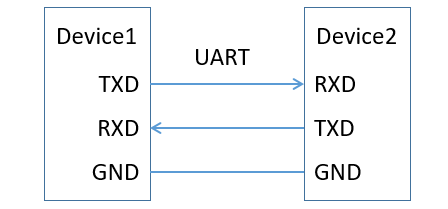 Device1
UART
Device2
TXD
RXD
RXD
TXD
GND
GND